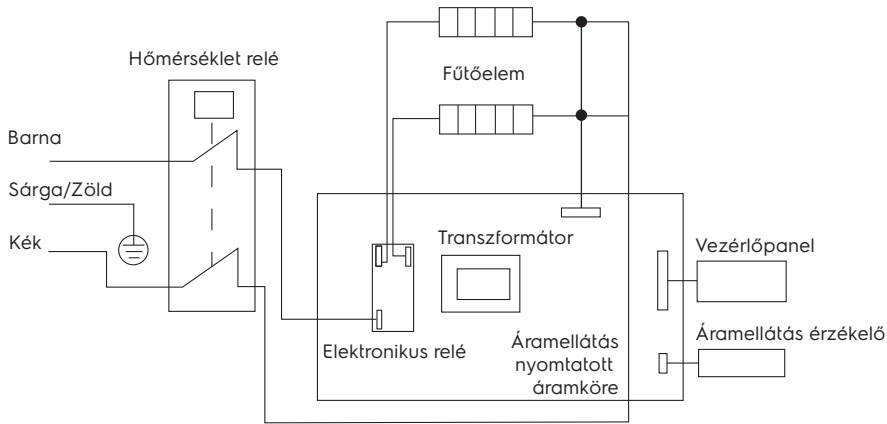 Hőmérséklet relé
Fűtőelem
Barna
Sárga/Zöld
Kék
Transzformátor
Vezérlőpanel
Elektronikus relé
Áramellátás
nyomtatott
áramköre
Áramellátás érzékelő